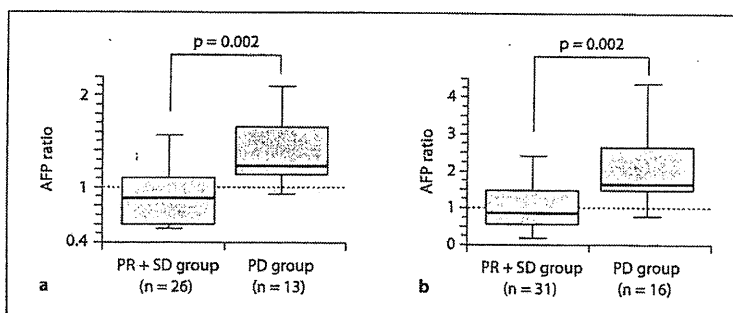 p = 0.002
2
1
0.4
AFP ratio
PR + SD group
(n = 26)
PD group
(n = 13)
a
p = 0.002
4
3
2
1
0
AFP ratio
PR + SD group
(n = 31)
PD group
(n = 16)
b